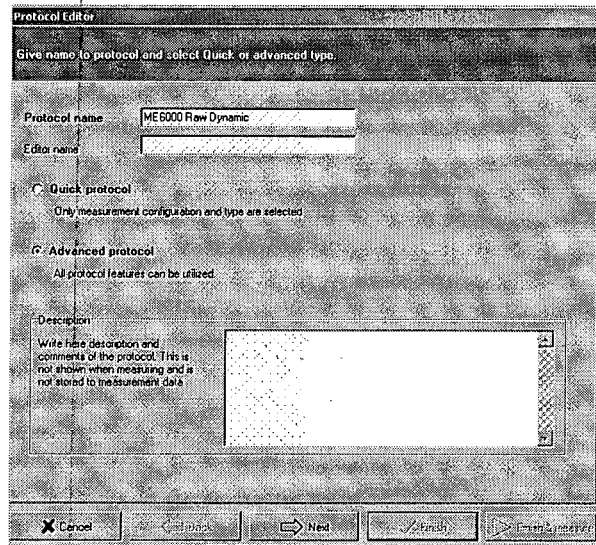 Protocol Editor
Give name to protocol and select Quick or advanced type.
Protocol name
ME6000 Raw Dynamic
Editor name
Quick protocol
Only measurement configuration and type are selected
Advanced protocol
All protocol features can be utilized
Description
Write here description and
comments of the protocol. This is
not shown when measuring and is
not stored to measurement data
Cancel
Back
Next
Finish
Finish & measure